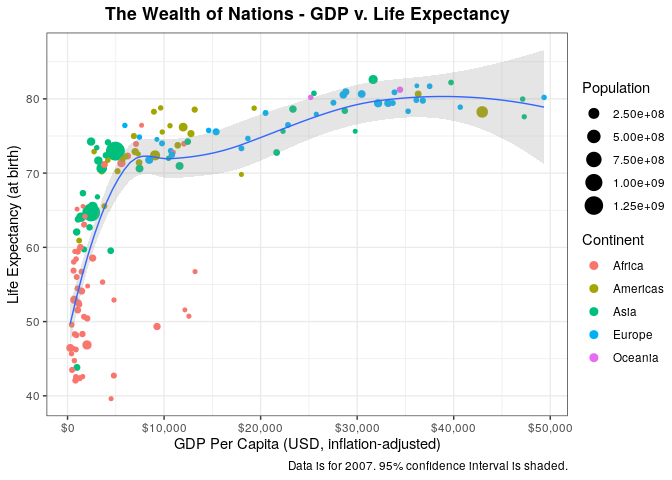 The Wealth of Nations - GDP v. Life Expectancy
Life Expectancy (at birth)
80
70
60
50
40
$0
$10,000
$20,000
$30,000
$40,000
$50,000
GDP Per Capita (USD, inflation-adjusted)
Data is for 2007. 95% confidence interval is shaded.
Population
2.50e+08
5.00e+08
7.50e+08
1.00e+09
1.25e+09
Continent
Africa
Americas
Asia
Europe
Oceania